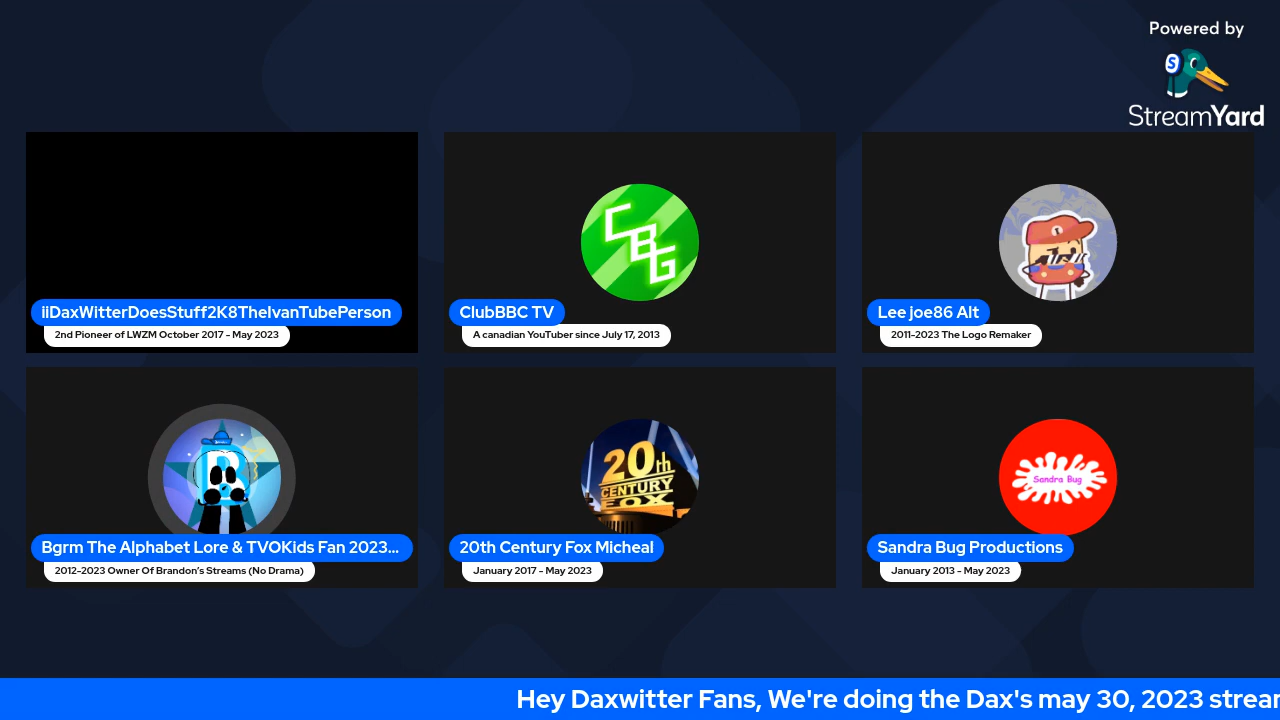 Powered by
S
StreamYard
CBG
iiDaxWitterDoesStuff2K8TheIvanTubePerson
2nd Pioneer of LWZM October 2017 - May 2023
ClubBBC TV
A canadian YouTuber since July 17, 2013
Lee joe86 Alt
2011-2023 The Logo Remaker
20th
CENTURY
FOX
Sandra Bug
Bgrm The Alphabet Lore & TVOKids Fan 2023...
2012-2023 Owner Of Brandon's Streams (No Drama)
20th Century Fox Micheal
January 2017 - May 2023
Sandra Bug Productions
January 2013 - May 2023
Hey Daxwitter Fans, We're doing the Dax's may 30, 2023 strear